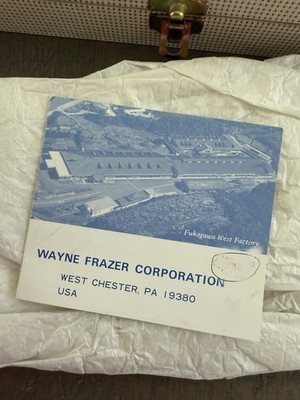 Fukagawa West Factory
WAYNE FRAZER CORPORATION
WEST CHESTER, PA 19380
USA